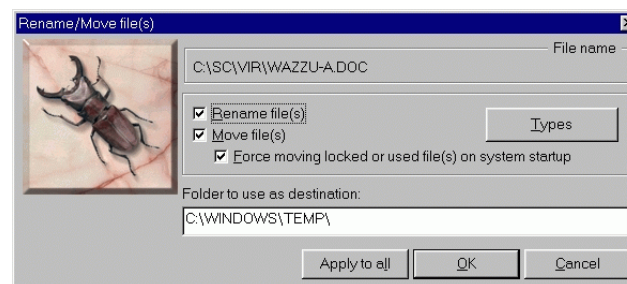 Rename/Move file(s)
File name
C:\SC\VIR\WAZZU-A.DOC
Rename file(s)
Move file(s)
Types
Force moving locked or used file(s) on system startup
Folder to use as destination:
C:\WINDOWS\TEMP\
Apply to all OK Cancel